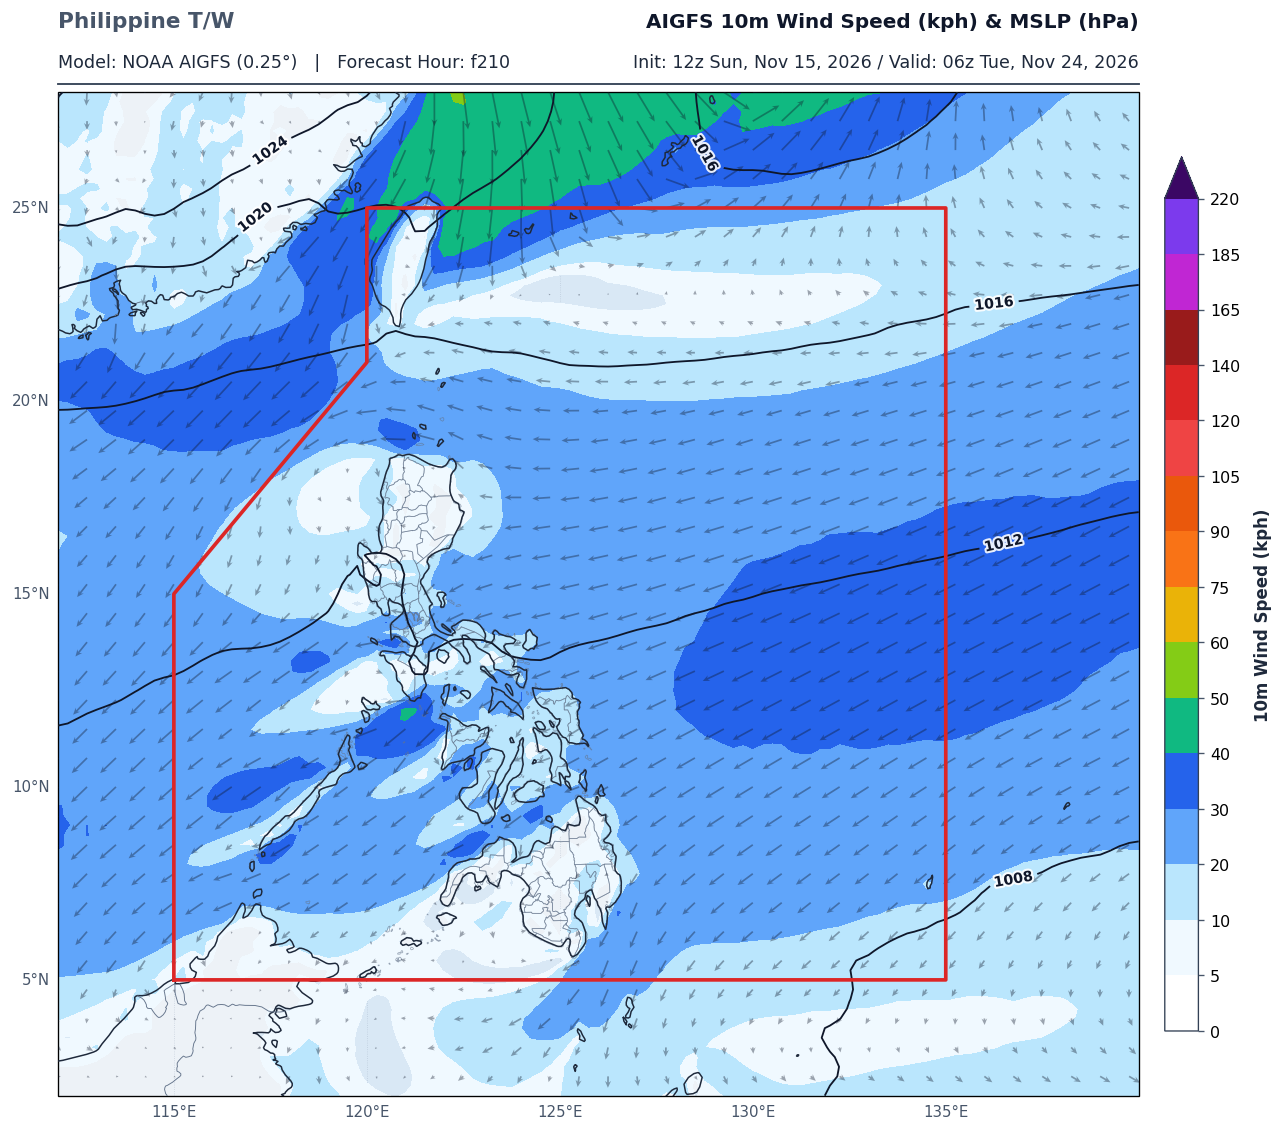 Philippine T/W
AIGFS 10m Wind Speed (kph) & MSLP (hPa)
Model: NOAA AIGFS (0.25°)   |   Forecast Hour: f210
Init: 12z Sun, Nov 15, 2026 / Valid: 06z Tue, Nov 24, 2026
1024
1016
1020
25°N
1016
20°N
1012
15°N
10°N
1008
5°N
115°E
120°E
125°E
130°E
135°E
220
185
165
140
120
105
90
75
60
50
40
30
20
10
5
0
10m Wind Speed (kph)